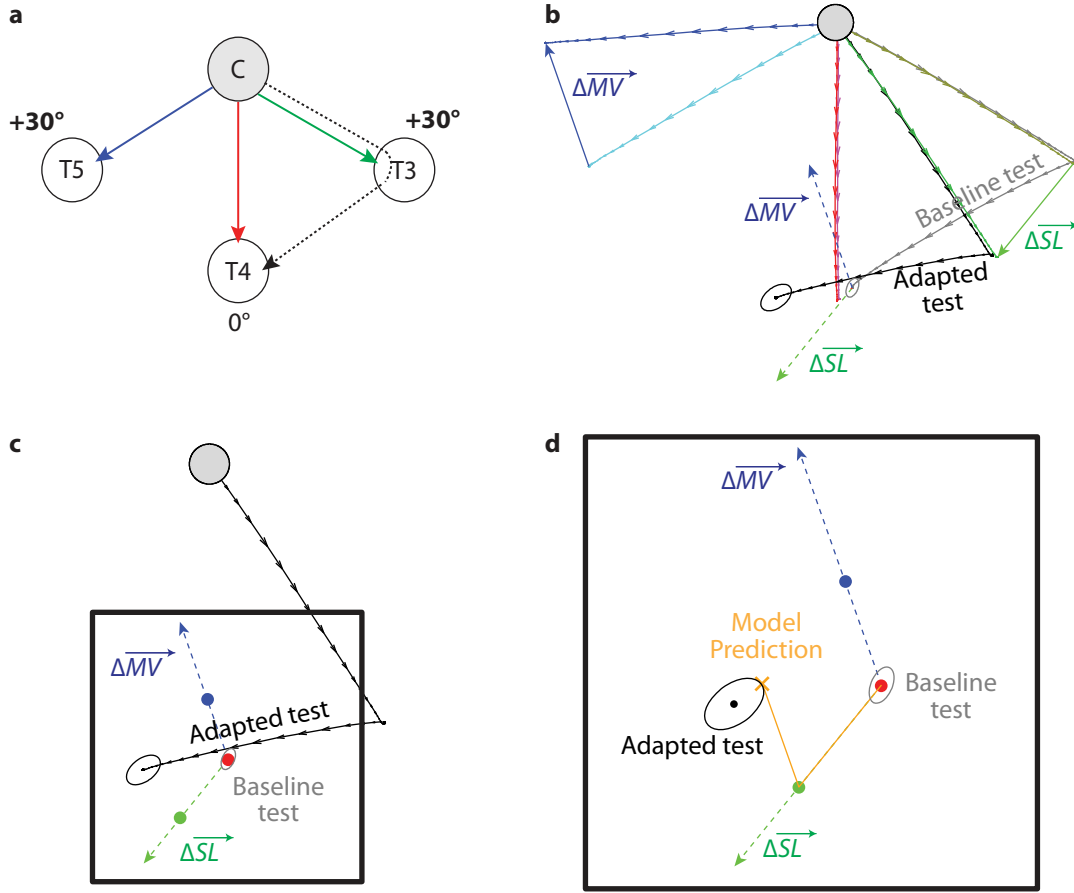 a
C
+30°
+30°
T5
T3
T4
0°
b
ΔMV
ΔMV
Baseline test
ΔSL
Adapted
test
ΔSL
c
ΔMV
Adapted test
Baseline
test
ΔSL
d
ΔMV
Model
Prediction
Baseline
test
Adapted test
ΔSL